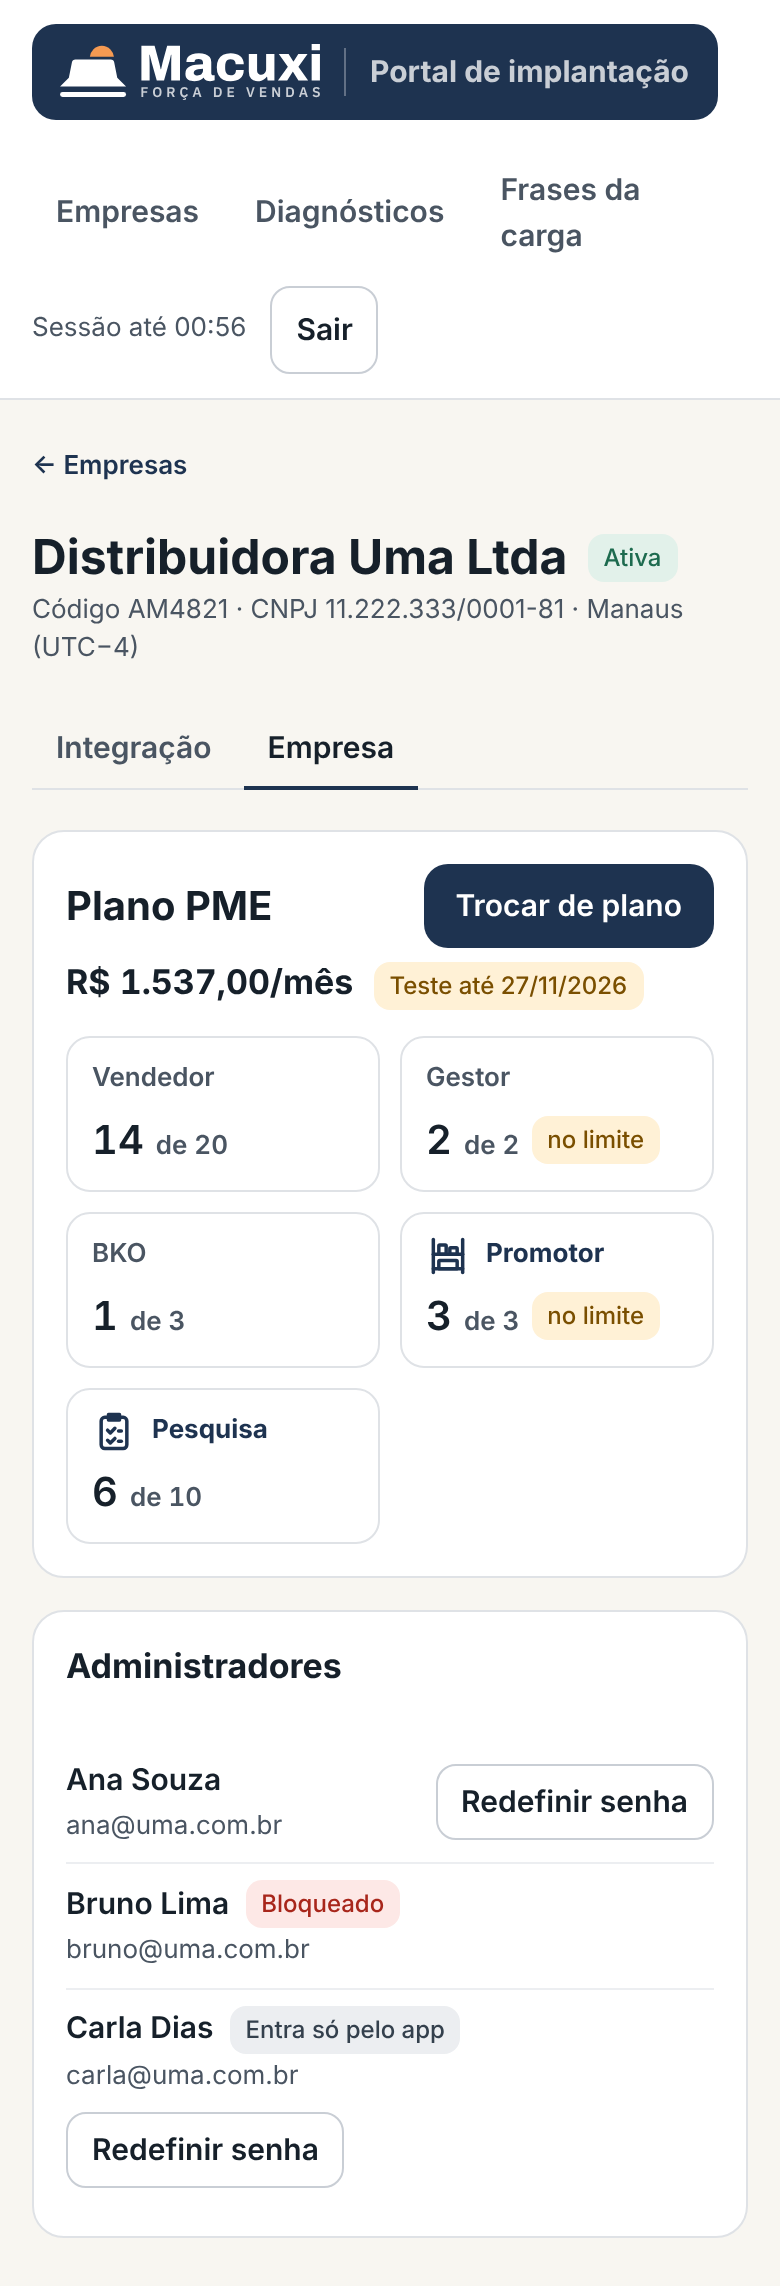 Macuxi
FORÇA DE VENDAS
Portal de implantação
Empresas
Diagnósticos
Frases da
carga
Sessão até 00:56
Sair
← Empresas
Distribuidora Uma Ltda
Ativa
Código AM4821 · CNPJ 11.222.333/0001-81 · Manaus
(UTC−4)
Integração
Empresa
Plano PME
Trocar de plano
R$ 1.537,00/mês
Teste até 27/11/2026
Vendedor
14 de 20
Gestor
2 de 2 no limite
BKO
1 de 3
Promotor
3 de 3 no limite
Pesquisa
6 de 10
Administradores
Ana Souza
ana@uma.com.br
Redefinir senha
Bruno Lima Bloqueado
bruno@uma.com.br
Carla Dias Entra só pelo app
carla@uma.com.br
Redefinir senha